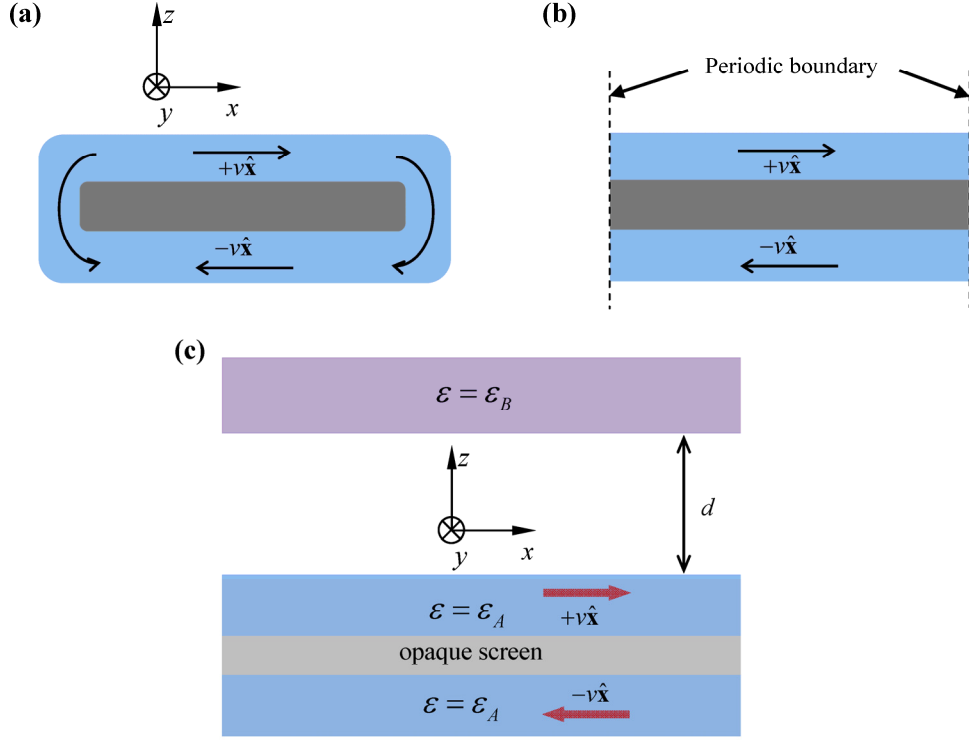 (a)
z
y
x
+vx̂
−vx̂
(b)
Periodic boundary
+vx̂
−vx̂
(c)
ε = ε_B
z
y
x
d
ε = ε_A
+vx̂
opaque screen
ε = ε_A
−vx̂